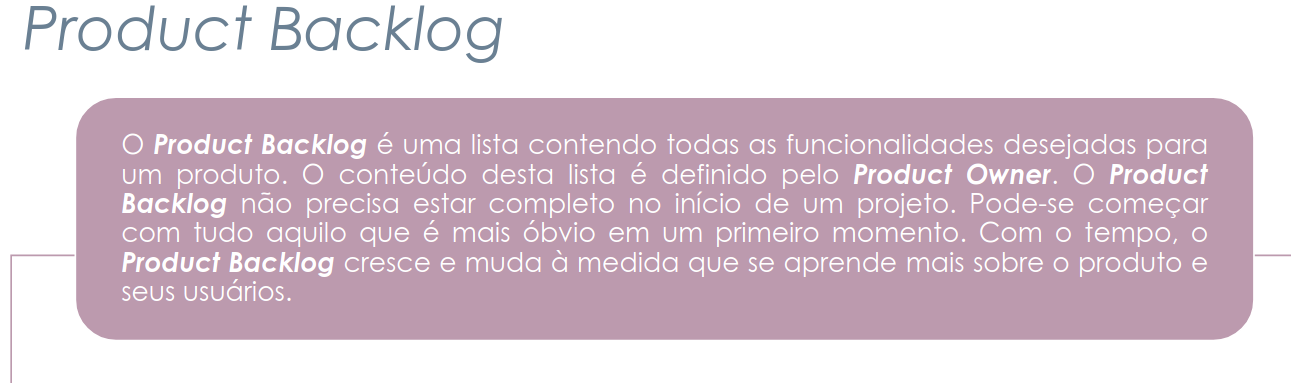 Product Backlog
O Product Backlog é uma lista contendo todas as funcionalidades desejadas para
um produto. O conteúdo desta lista é definido pelo Product Owner. O Product
Backlog não precisa estar completo no início de um projeto. Pode-se começar
com tudo aquilo que é mais óbvio em um primeiro momento. Com o tempo, o
Product Backlog cresce e muda à medida que se aprende mais sobre o produto e
seus usuários.